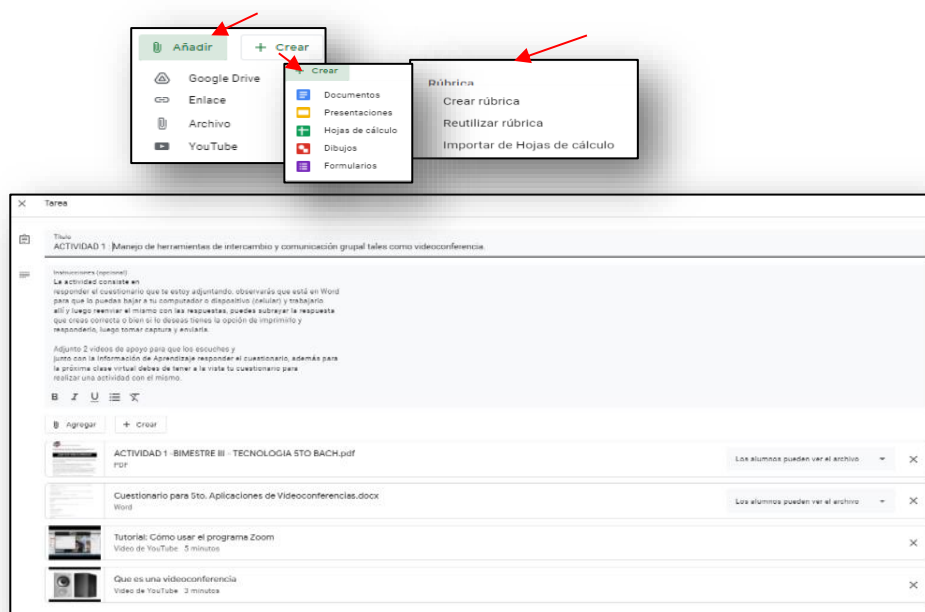 Añadir
+ Crear
Google Drive
Enlace
Archivo
YouTube
+ Crear
Documentos
Presentaciones
Hojas de cálculo
Dibujos
Formularios
Rúbrica
Crear rúbrica
Reutilizar rúbrica
Importar de Hojas de cálculo
Tarea
Título
ACTIVIDAD 1: Manejo de herramientas de intercambio y comunicación grupal tales como videoconferencia
Instrucciones (opcional)
La actividad consiste en
responder el cuestionario que te estoy adjuntando, observarás que está en Word
para que lo puedas bajar a tu computador o dispositivo (celular) y trabajarlo
allí y luego reenviar el mismo con las respuestas, puedes subrayar la respuesta
que creas correcta o bien si lo deseas tienes la opción de imprimirlo y
responderlo, luego tomar captura y enviarla.
Adjunto 2 videos de apoyo para que los escuches y
junto con la Información de Aprendizaje responder el cuestionario, además para
la próxima clase virtual debes de tener a la vista tu cuestionario para
realizar una actividad con el mismo.
B I U
Agregar
+ Crear
ACTIVIDAD 1 -BIMESTRE III - TECNOLOGIA 5TO BACH.pdf
PDF
Los alumnos pueden ver el archivo
Cuestionario para 5to. Aplicaciones de Videoconferencias.docx
Word
Los alumnos pueden ver el archivo
Tutorial: Cómo usar el programa Zoom
Video de YouTube 5 minutos
Que es una videoconferencia
Video de YouTube 3 minutos